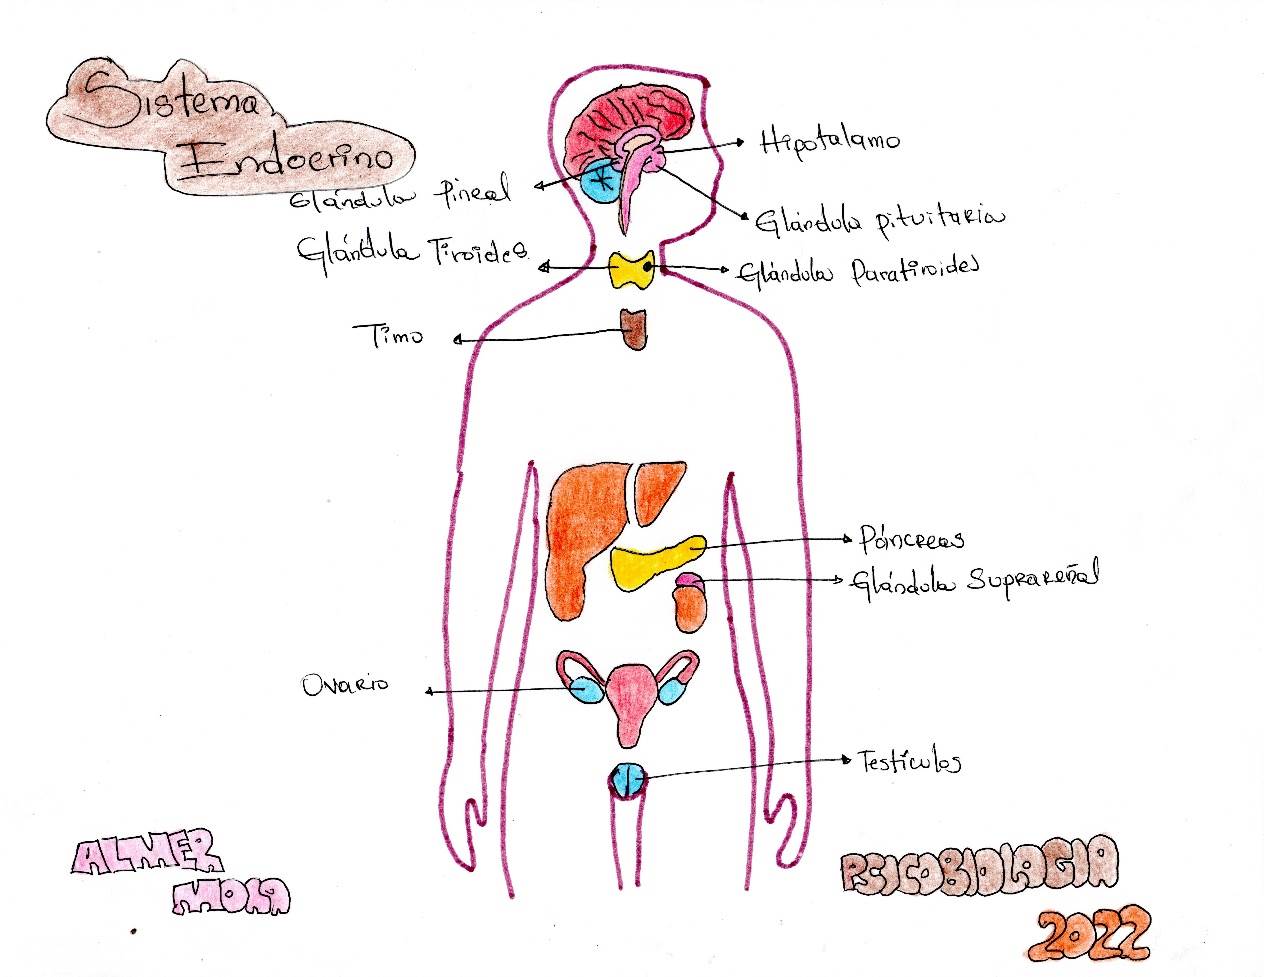 Sistema
Endocrino
Glándula Pineal
Hipotalamo
Glándula pituitaria
Glándula Tiroides
Glándula Paratiroides
Timo
Páncreas
Glándula Suprareñal
Ovario
Testículos
ALMER
MOLA
PSICOBIOLOGIA
2022